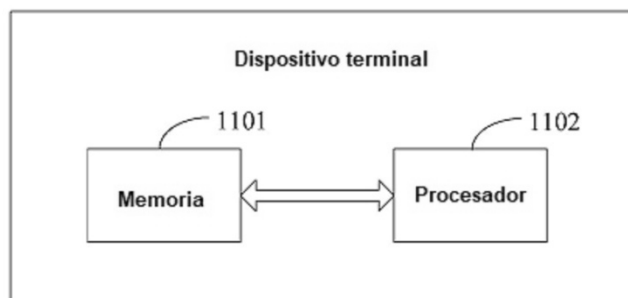 Dispositivo terminal
1101
1102
Memoria
Procesador